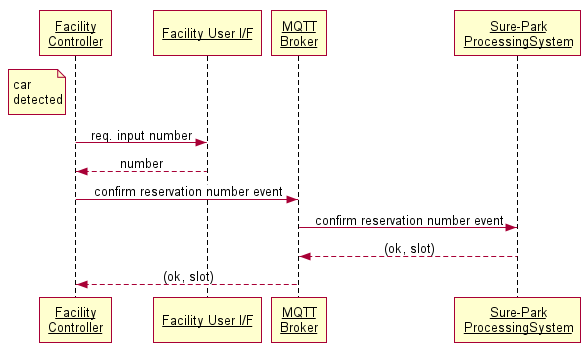 Facility
Controller
Facility User I/F
MQTT
Broker
Sure-Park
ProcessingSystem
car
detected
req. input number
number
confirm reservation number event
confirm reservation number event
(ok, slot)
(ok, slot)
Facility
Controller
Facility User I/F
MQTT
Broker
Sure-Park
ProcessingSystem